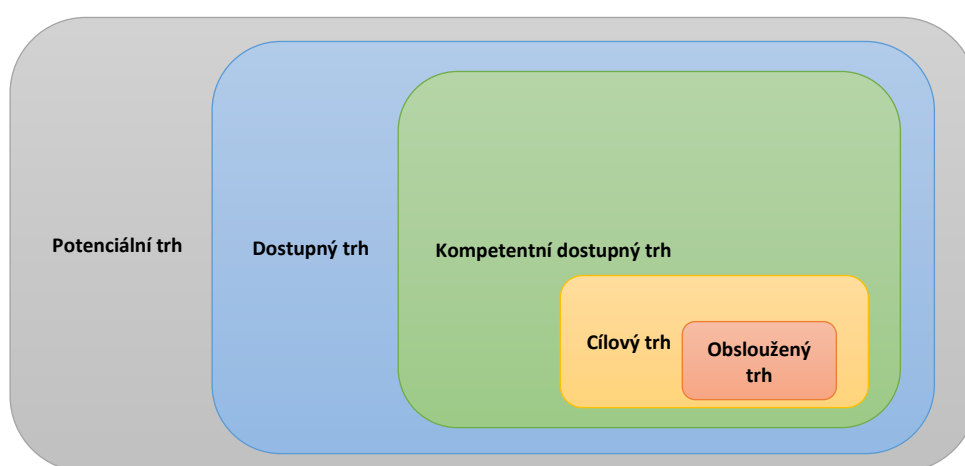 Potenciální trh
Dostupný trh
Kompetentní dostupný trh
Cílový trh
Obsloužený
trh